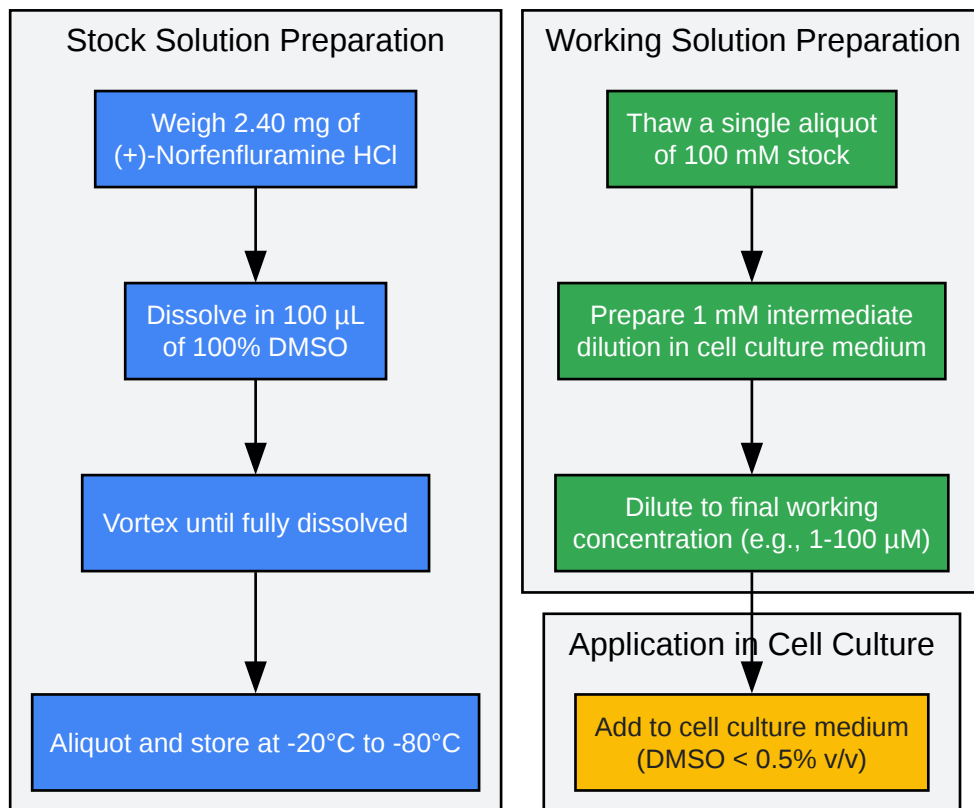 Stock Solution Preparation
Weigh 2.40 mg of
(+)-Norfenfluramine HCl
Dissolve in 100 µL
of 100% DMSO
Vortex until fully dissolved
Aliquot and store at -20°C to -80°C
Working Solution Preparation
Thaw a single aliquot
of 100 mM stock
Prepare 1 mM intermediate
dilution in cell culture medium
Dilute to final working
concentration (e.g., 1-100 µM)
Application in Cell Culture
Add to cell culture medium
(DMSO < 0.5% v/v)